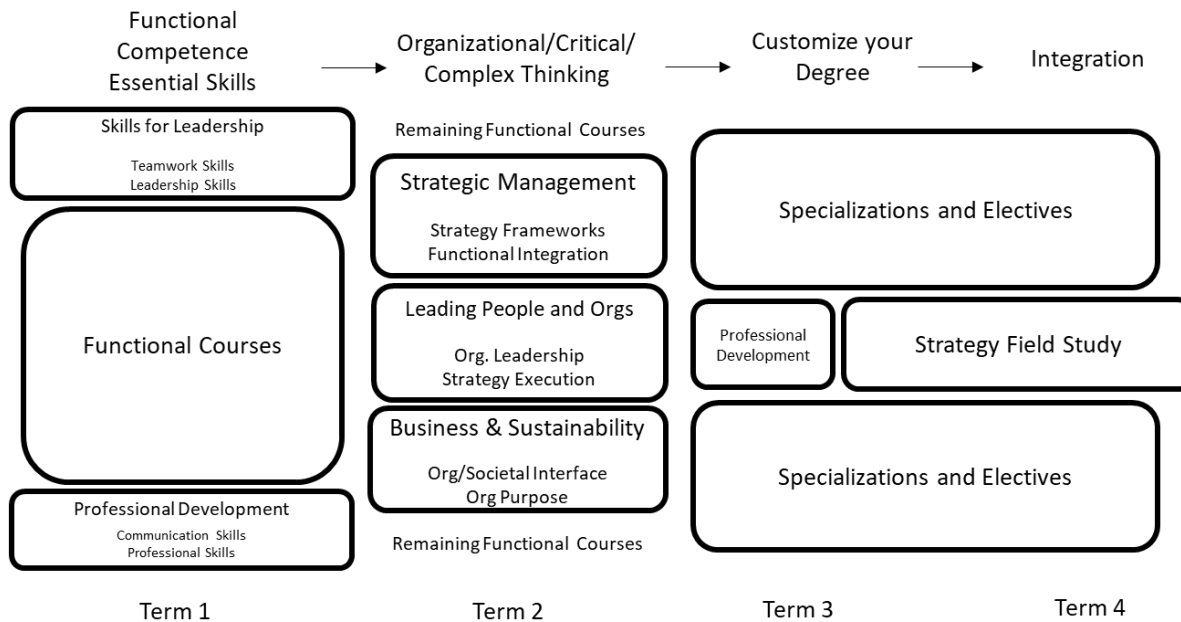 Functional
Competence
Essential Skills
Organizational/Critical/
Complex Thinking
Customize your
Degree
Integration
Skills for Leadership
Teamwork Skills
Leadership Skills
Functional Courses
Professional Development
Communication Skills
Professional Skills
Remaining Functional Courses
Strategic Management
Strategy Frameworks
Functional Integration
Leading People and Orgs
Org. Leadership
Strategy Execution
Business & Sustainability
Org/Societal Interface
Org Purpose
Remaining Functional Courses
Specializations and Electives
Professional
Development
Strategy Field Study
Specializations and Electives
Term 1
Term 2
Term 3
Term 4